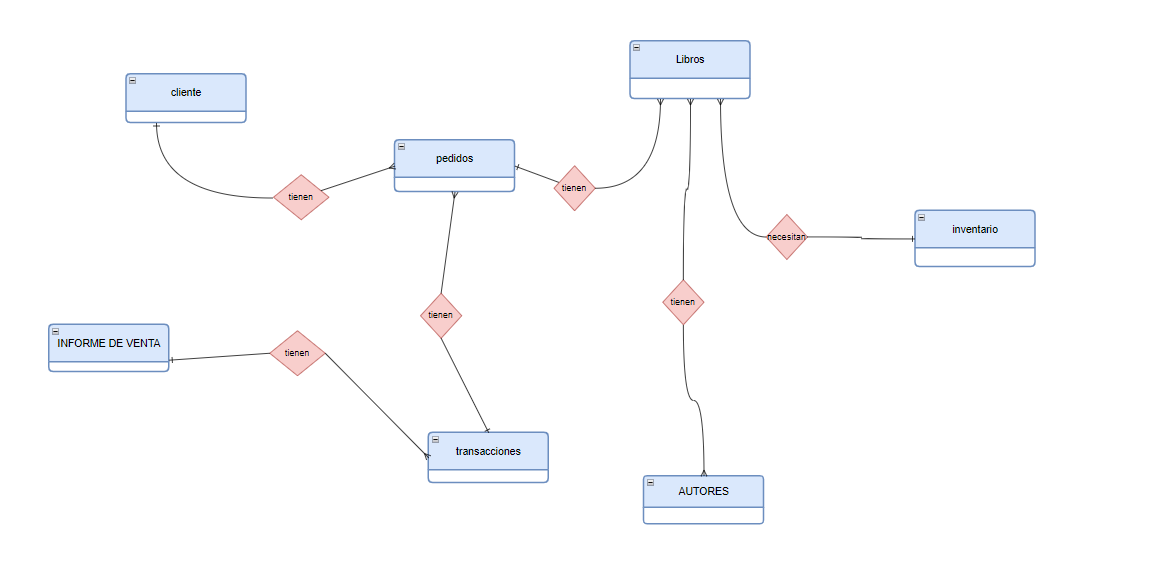 Libros
cliente
pedidos
tienen
tienen
inventario
necesitan
tienen
tienen
INFORME DE VENTA
tienen
transacciones
AUTORES